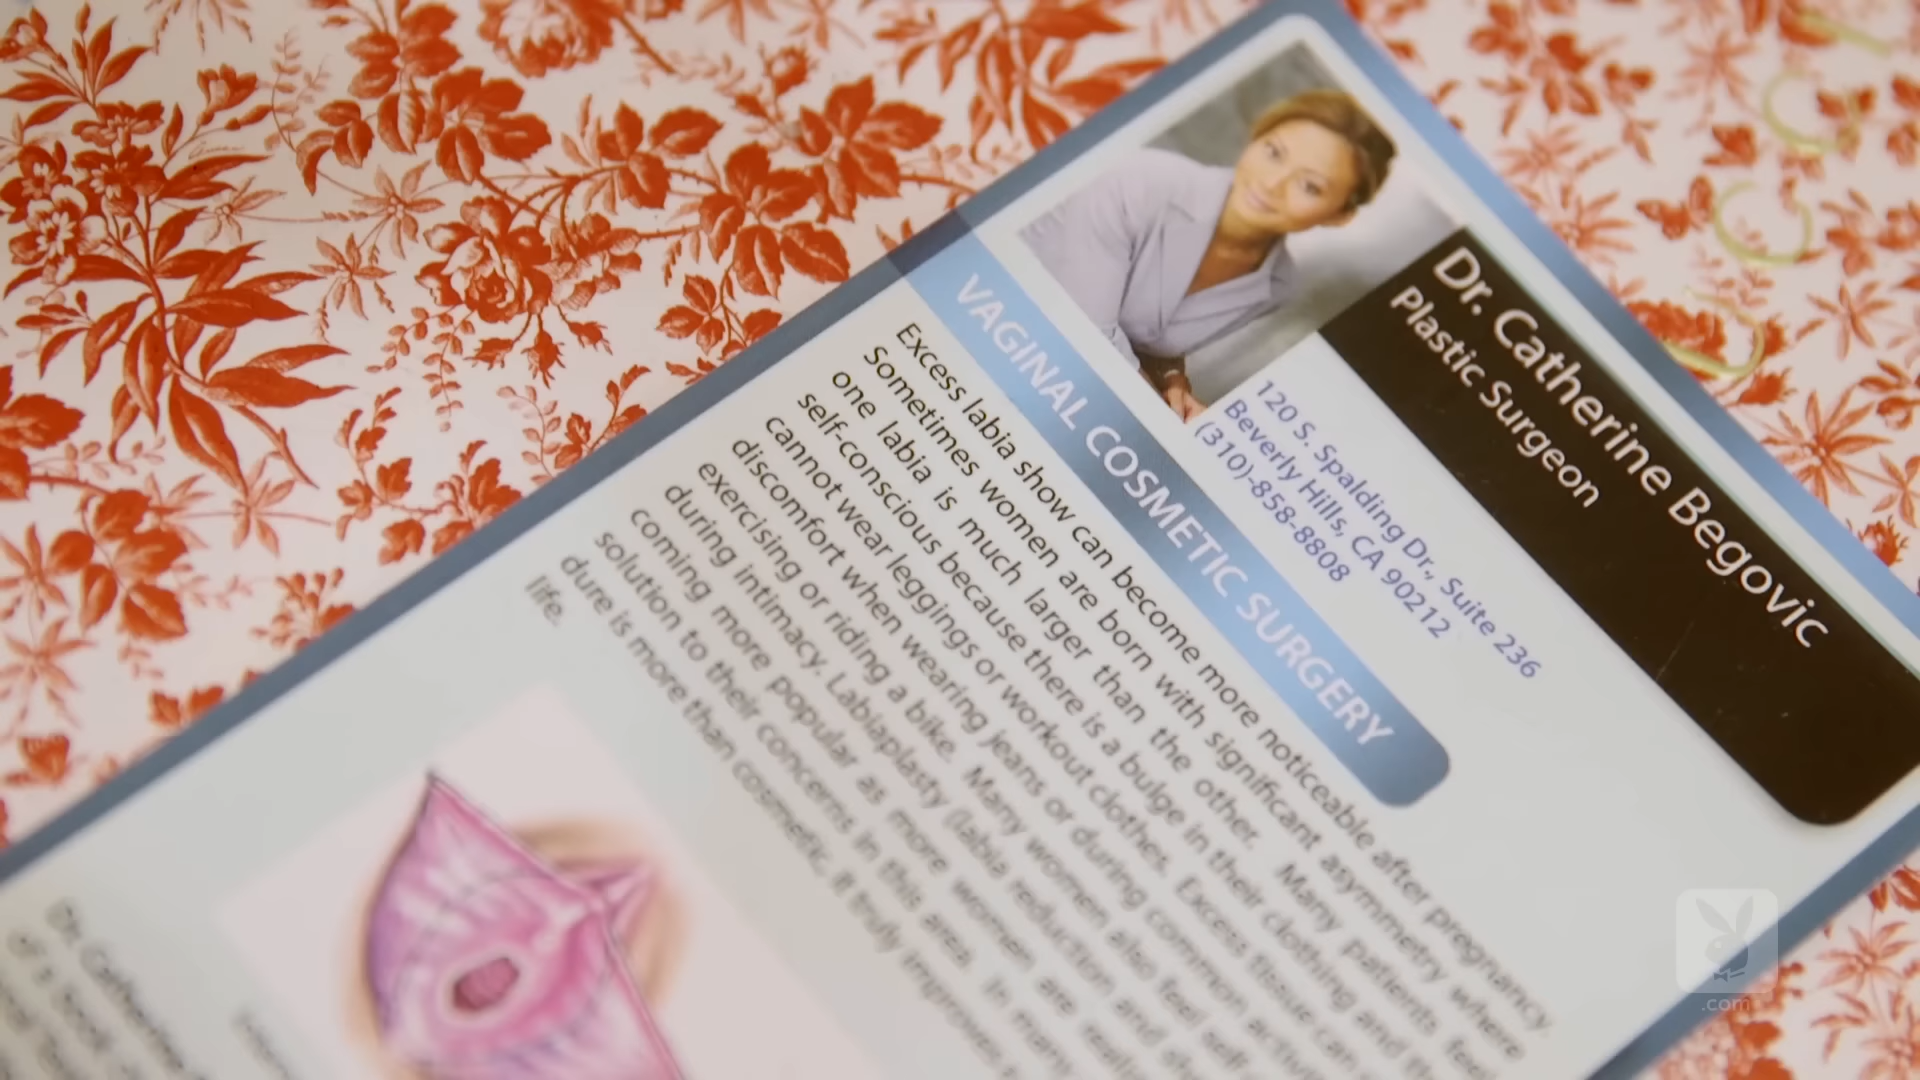 Dr. Catherine Begovic
Plastic Surgeon
120 S. Spalding Dr., Suite 236
Beverly Hills, CA 90212
(310)-858-8808
VAGINAL COSMETIC SURGERY
Excess labia show can become more noticeable after pregnancy.
Sometimes women are born with significant asymmetry where
one labia is much larger than the other. Many patients feel
self-conscious because there is a bulge in their clothing and
cannot wear leggings or workout clothes. Excess tissue can
discomfort when wearing jeans or during common
exercising or riding a bike. Many women also feel self
during intimacy. Labiaplasty (labia reduction and
coming more popular as more women are
solution to their concerns in this area. In many
dure is more than cosmetic, it truly improves
life.
Dr. Catherine
GUCCI
.com